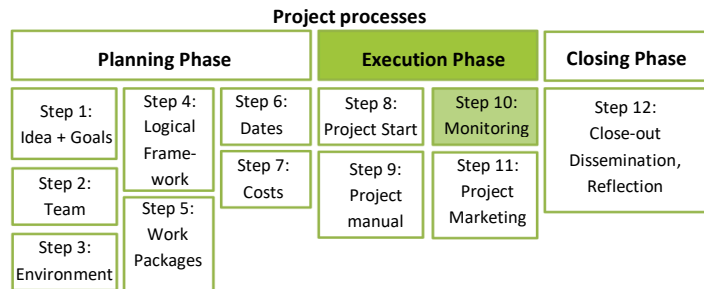 Project processes
Planning Phase
Execution Phase
Closing Phase
Step 1:
Idea + Goals
Step 2:
Team
Step 3:
Environment
Step 4:
Logical
Frame-
work
Step 5:
Work
Packages
Step 6:
Dates
Step 7:
Costs
Step 8:
Project Start
Step 9:
Project
manual
Step 10:
Monitoring
Step 11:
Project
Marketing
Step 12:
Close-out
Dissemination,
Reflection